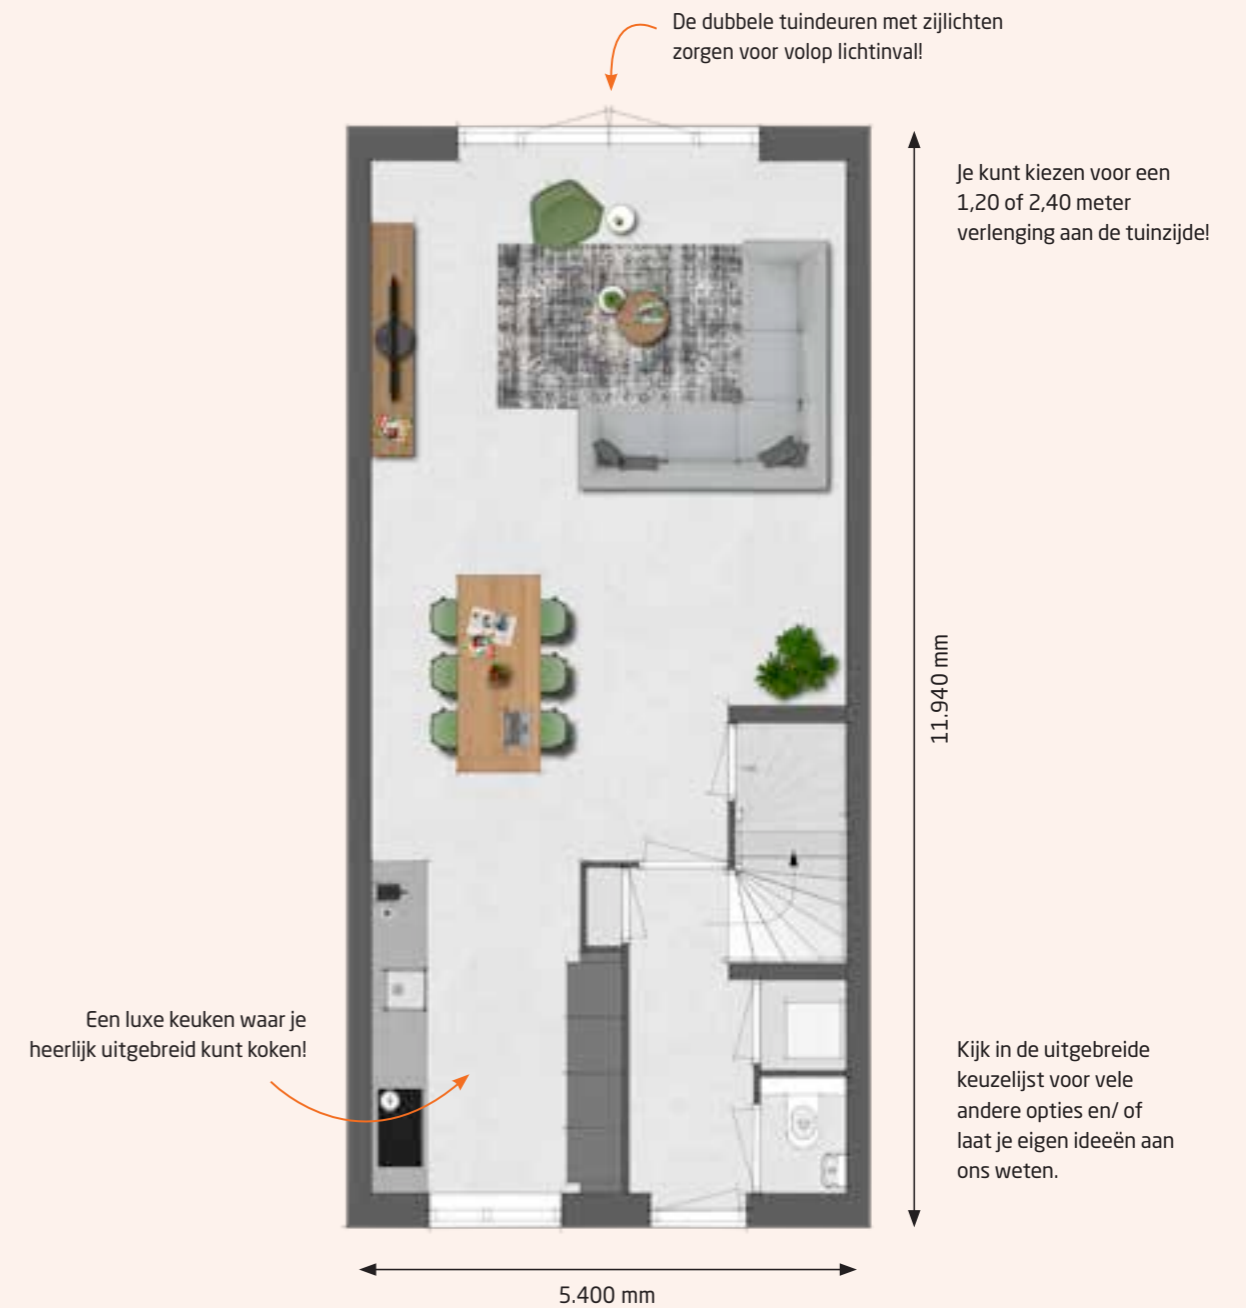 De dubbele tuindeuren met zijlichten
zorgen voor volop lichtinval!
Je kunt kiezen voor een
1,20 of 2,40 meter
verlenging aan de tuinzijde!
11.940 mm
Een luxe keuken waar je
heerlijk uitgebreid kunt koken!
Kijk in de uitgebreide
keuzelijst voor vele
andere opties en/ of
laat je eigen ideeën aan
ons weten.
5.400 mm